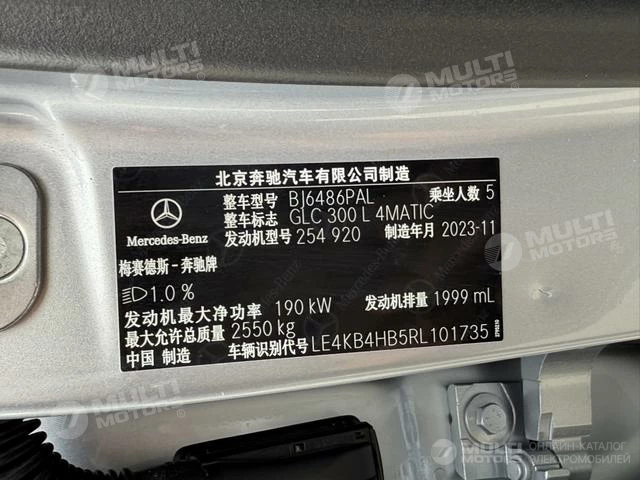 MULTI
MOTORS
MULTI
MOTORS
北京奔驰汽车有限公司制造
整车型号 BJ6486PAL 乘坐人数 5
整车标志 GLC 300 L 4MATIC
发动机型号 254 920 制造年月 2023-11
Mercedes-Benz
梅赛德斯-奔驰牌
1.0 %
发动机最大净功率 190 kW 发动机排量 1999 mL
最大允许总质量 2550 kg
中国 制造 车辆识别代号 LE4KB4HB5RL101735
MULTI
MOTORS
MULTI
MOTORS
ОНЛАЙН-КАТАЛОГ
ЭЛЕКТРОМОБИЛЕЙ